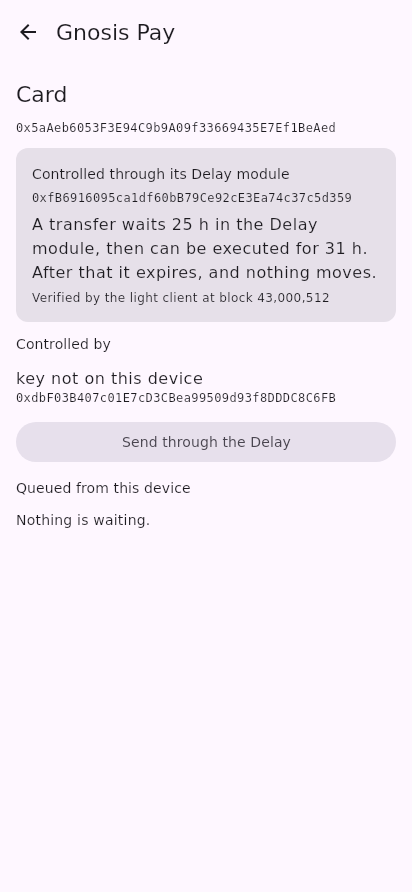 Gnosis Pay
Card
0x5aAeb6053F3E94C9b9A09f33669435E7Ef1BeAed
Controlled through its Delay module
0xfB6916095ca1df60bB79Ce92cE3Ea74c37c5d359
A transfer waits 25 h in the Delay
module, then can be executed for 31 h.
After that it expires, and nothing moves.
Verified by the light client at block 43,000,512
Controlled by
key not on this device
0xdbF03B407c01E7cD3CBea99509d93f8DDDC8C6FB
Send through the Delay
Queued from this device
Nothing is waiting.